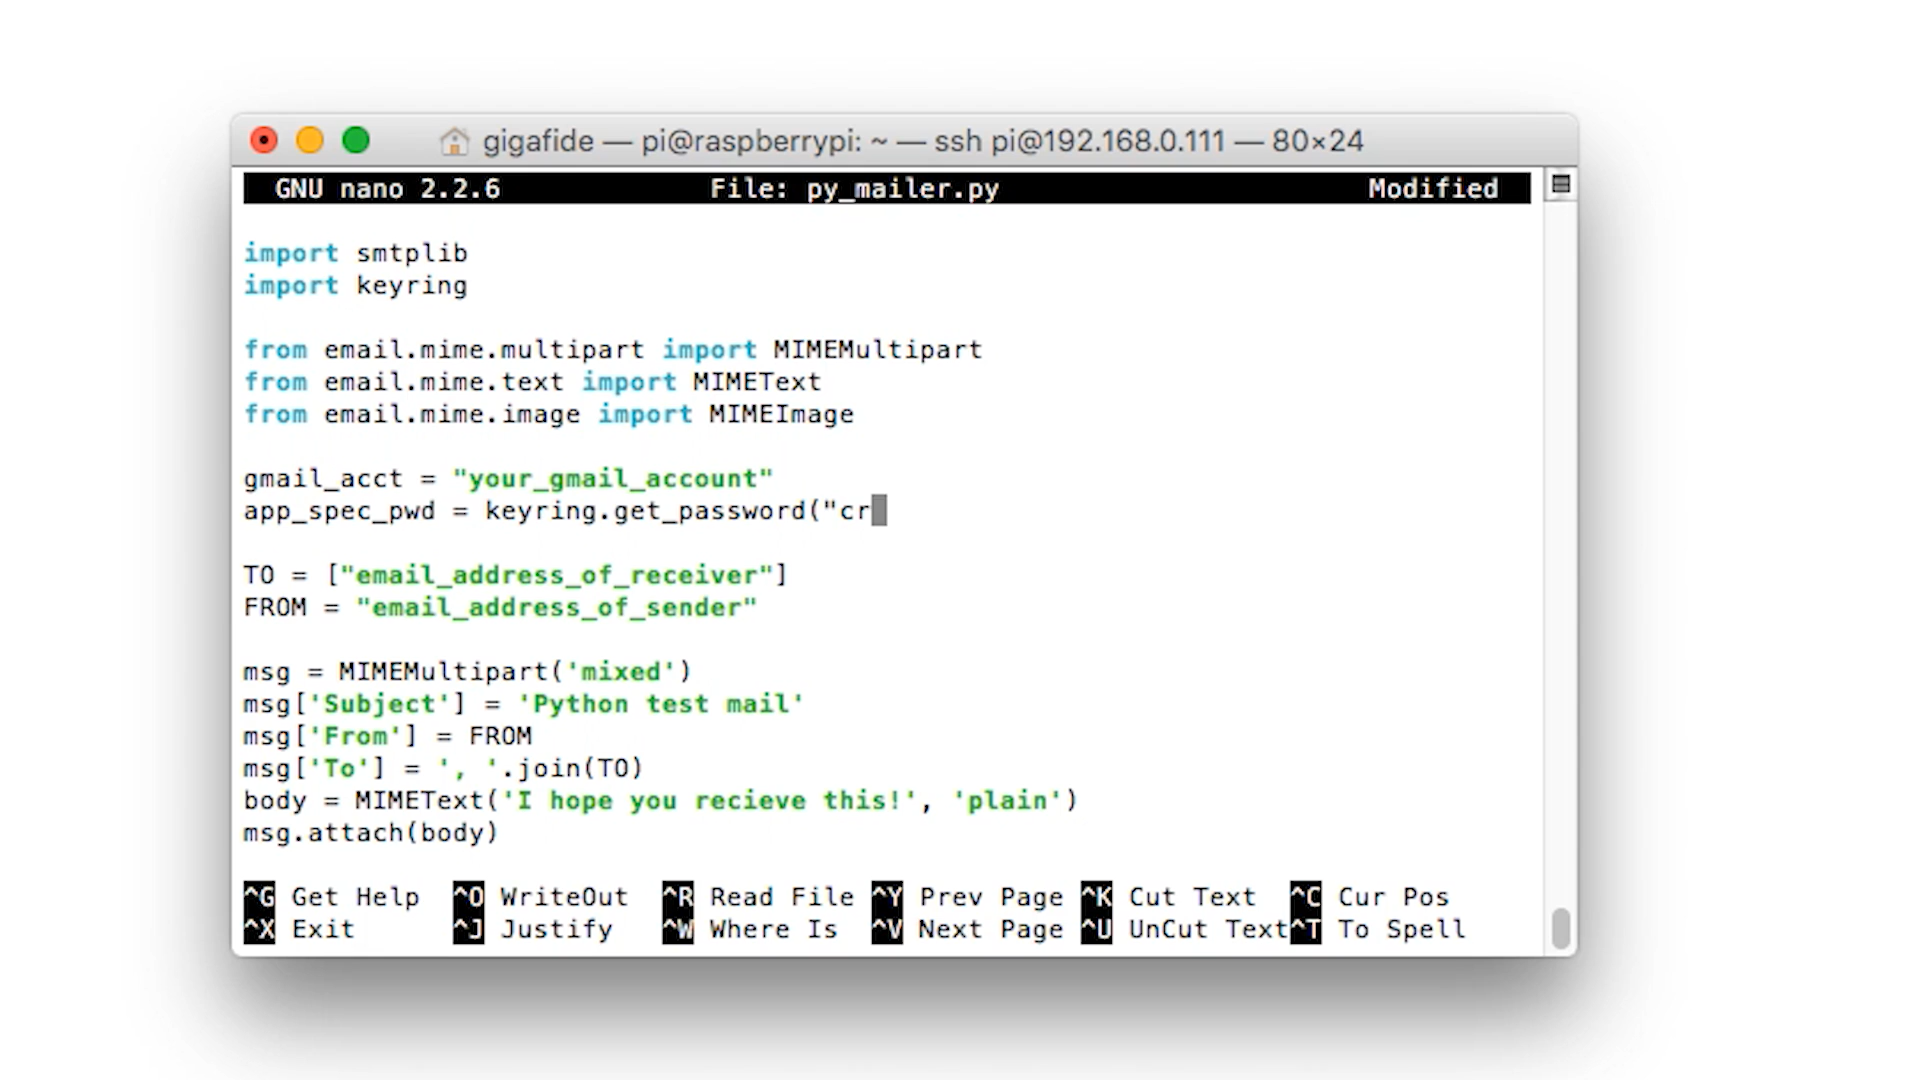 gigafide — pi@raspberrypi: ~ — ssh pi@192.168.0.111 — 80×24
GNU nano 2.2.6 File: py_mailer.py Modified
import smtplib
import keyring
from email.mime.multipart import MIMEMultipart
from email.mime.text import MIMEText
from email.mime.image import MIMEImage
gmail_acct = "your_gmail_account"
app_spec_pwd = keyring.get_password("cr
TO = ["email_address_of_receiver"]
FROM = "email_address_of_sender"
msg = MIMEMultipart('mixed')
msg['Subject'] = 'Python test mail'
msg['From'] = FROM
msg['To'] = ', '.join(TO)
body = MIMEText('I hope you recieve this!', 'plain')
msg.attach(body)
^G Get Help ^O WriteOut ^R Read File ^Y Prev Page ^K Cut Text ^C Cur Pos
^X Exit ^J Justify ^W Where Is ^V Next Page ^U UnCut Text ^T To Spell